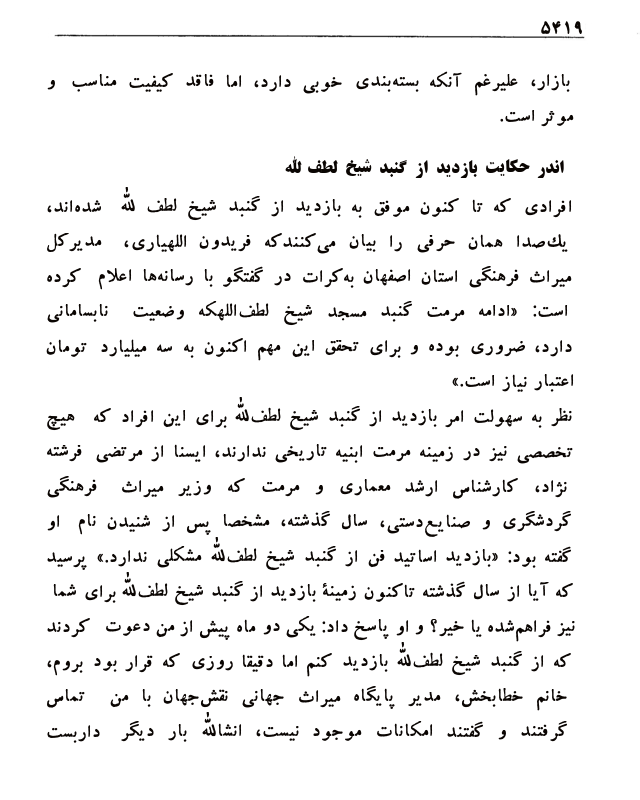 ۵۴۱۹
بازار، علیرغم آنکه بسته‌بندی خوبی دارد، اما فاقد کیفیت مناسب و
موثر است.
اندر حکایت بازدید از گنبد شیخ لطف لله
افرادی که تا کنون موفق به بازدید از گنبد شیخ لطف لله شده‌اند،
یك‌صدا همان حرفی را بیان می‌کنندکه فریدون اللهیاری، مدیرکل
میراث فرهنگی استان اصفهان به‌کرات در گفتگو با رسانه‌ها اعلام کرده
است: «ادامه مرمت گنبد مسجد شیخ لطف‌اللهکه وضعیت نابسامانی
دارد، ضروری بوده و برای تحقق این مهم اکنون به سه میلیارد تومان
اعتبار نیاز است.»
نظر به سهولت امر بازدید از گنبد شیخ لطف‌لله برای این افراد که هیچ
تخصصی نیز در زمینه مرمت ابنیه تاریخی ندارند، ایسنا از مرتضی فرشته
نژاد، کارشناس ارشد معماری و مرمت که وزیر میراث فرهنگی
گردشگری و صنایع‌دستی، سال گذشته، مشخصا پس از شنیدن نام او
گفته بود: «بازدید اساتید فن از گنبد شیخ لطف‌لله مشکلی ندارد.» پرسید
که آیا از سال گذشته تاکنون زمینۀ بازدید از گنبد شیخ لطف‌لله برای شما
نیز فراهم‌شده یا خیر؟ و او پاسخ داد: یکی دو ماه پیش از من دعوت کردند
که از گنبد شیخ لطف‌لله بازدید کنم اما دقیقا روزی که قرار بود بروم،
خانم خطابخش، مدیر پایگاه میراث جهانی نقش‌جهان با من تماس
گرفتند و گفتند امکانات موجود نیست، انشالله بار دیگر داربست